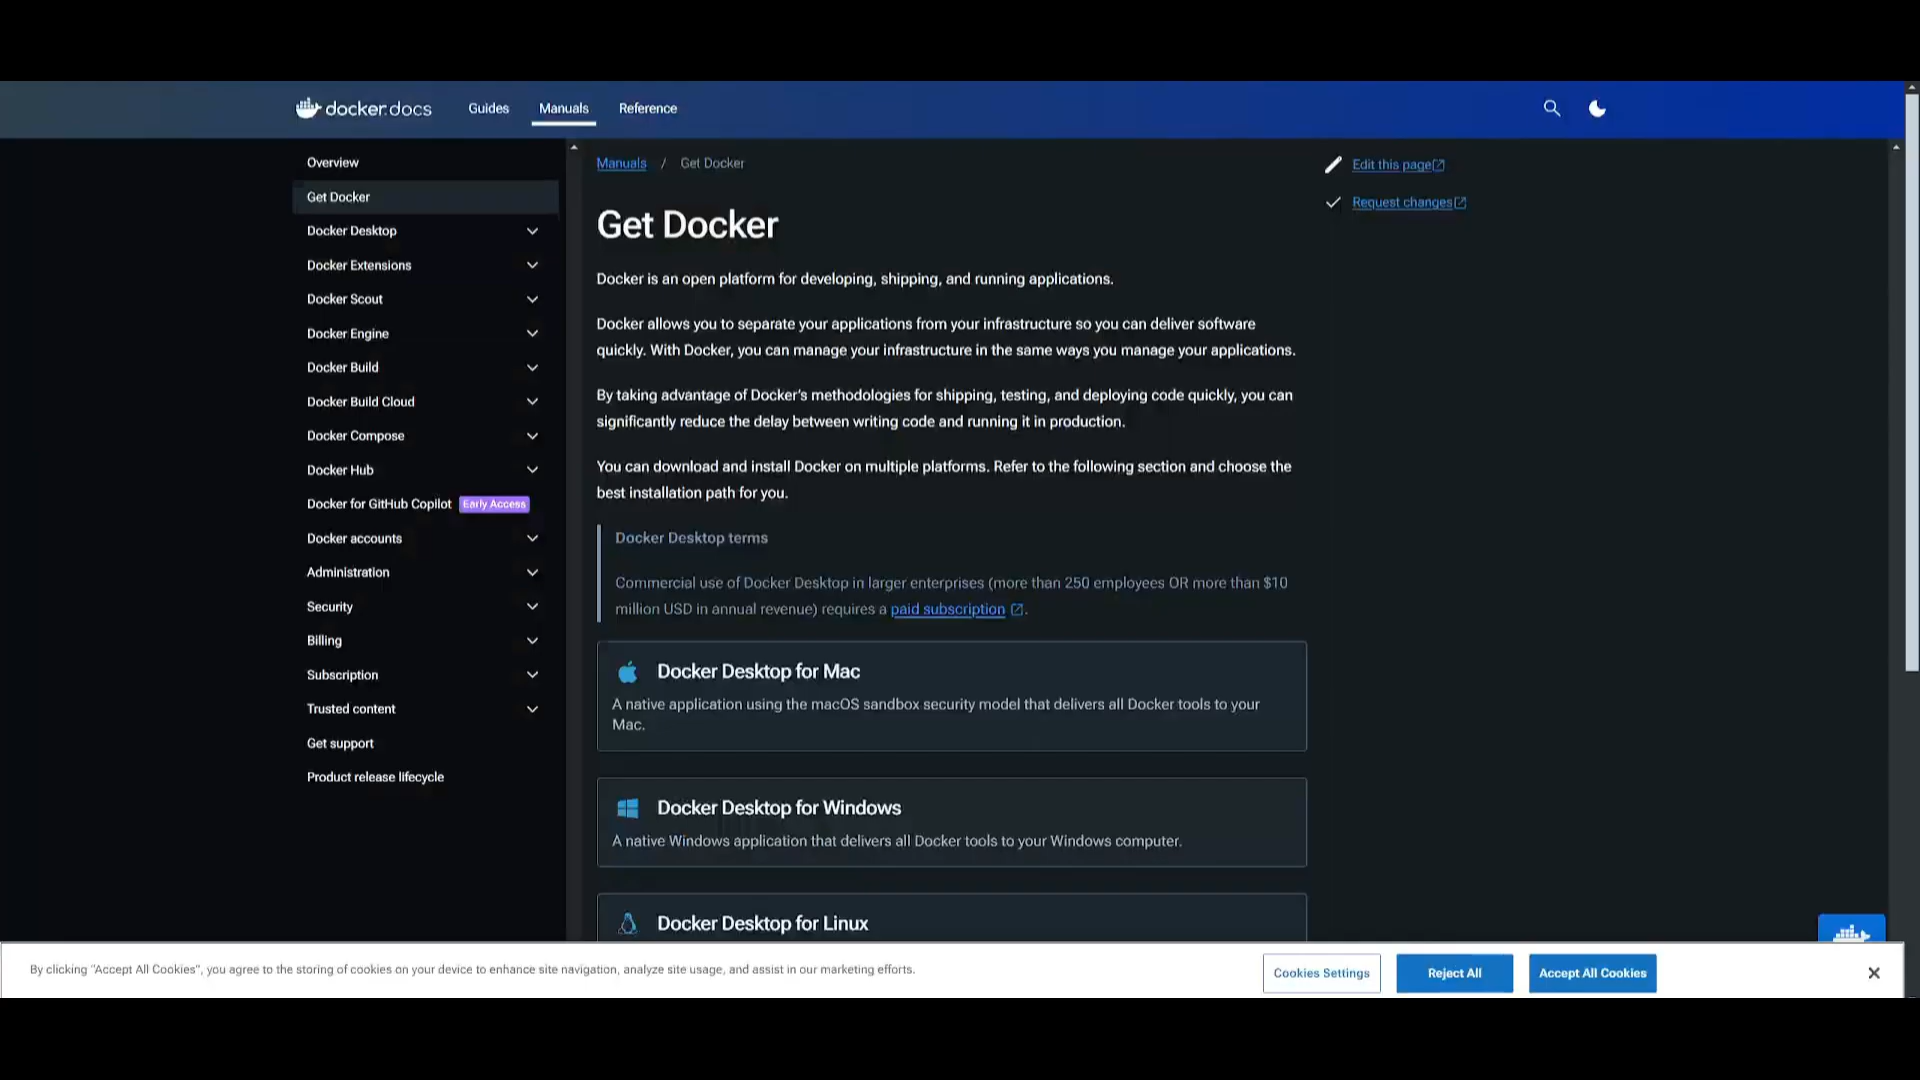 docker.docs
Guides
Manuals
Reference
Overview
Get Docker
Docker Desktop
Docker Extensions
Docker Scout
Docker Engine
Docker Build
Docker Build Cloud
Docker Compose
Docker Hub
Docker for GitHub Copilot Early Access
Docker accounts
Administration
Security
Billing
Subscription
Trusted content
Get support
Product release lifecycle
Manuals / Get Docker
Get Docker
Docker is an open platform for developing, shipping, and running applications.
Docker allows you to separate your applications from your infrastructure so you can deliver software
quickly. With Docker, you can manage your infrastructure in the same ways you manage your applications.
By taking advantage of Docker's methodologies for shipping, testing, and deploying code quickly, you can
significantly reduce the delay between writing code and running it in production.
You can download and install Docker on multiple platforms. Refer to the following section and choose the
best installation path for you.
Docker Desktop terms
Commercial use of Docker Desktop in larger enterprises (more than 250 employees OR more than $10
million USD in annual revenue) requires a paid subscription .
Docker Desktop for Mac
A native application using the macOS sandbox security model that delivers all Docker tools to your
Mac.
Docker Desktop for Windows
A native Windows application that delivers all Docker tools to your Windows computer.
Docker Desktop for Linux
Edit this page
Request changes
By clicking "Accept All Cookies", you agree to the storing of cookies on your device to enhance site navigation, analyze site usage, and assist in our marketing efforts.
Cookies Settings
Reject All
Accept All Cookies